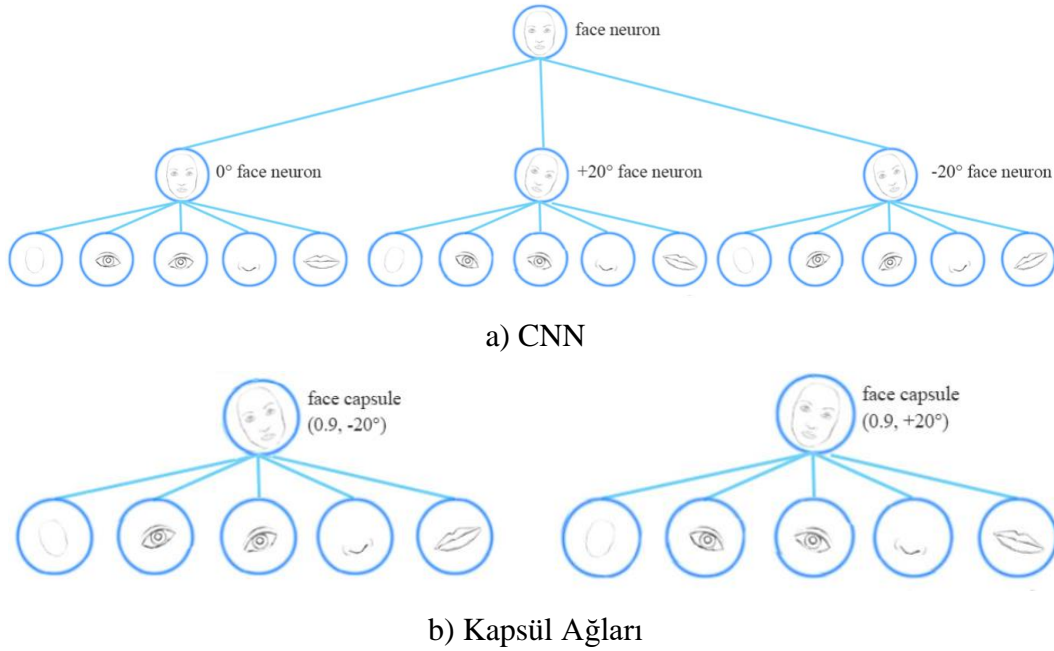 face neuron
0° face neuron
+20° face neuron
-20° face neuron
a) CNN
face capsule
(0.9, -20°)
face capsule
(0.9, +20°)
b) Kapsül Ağları